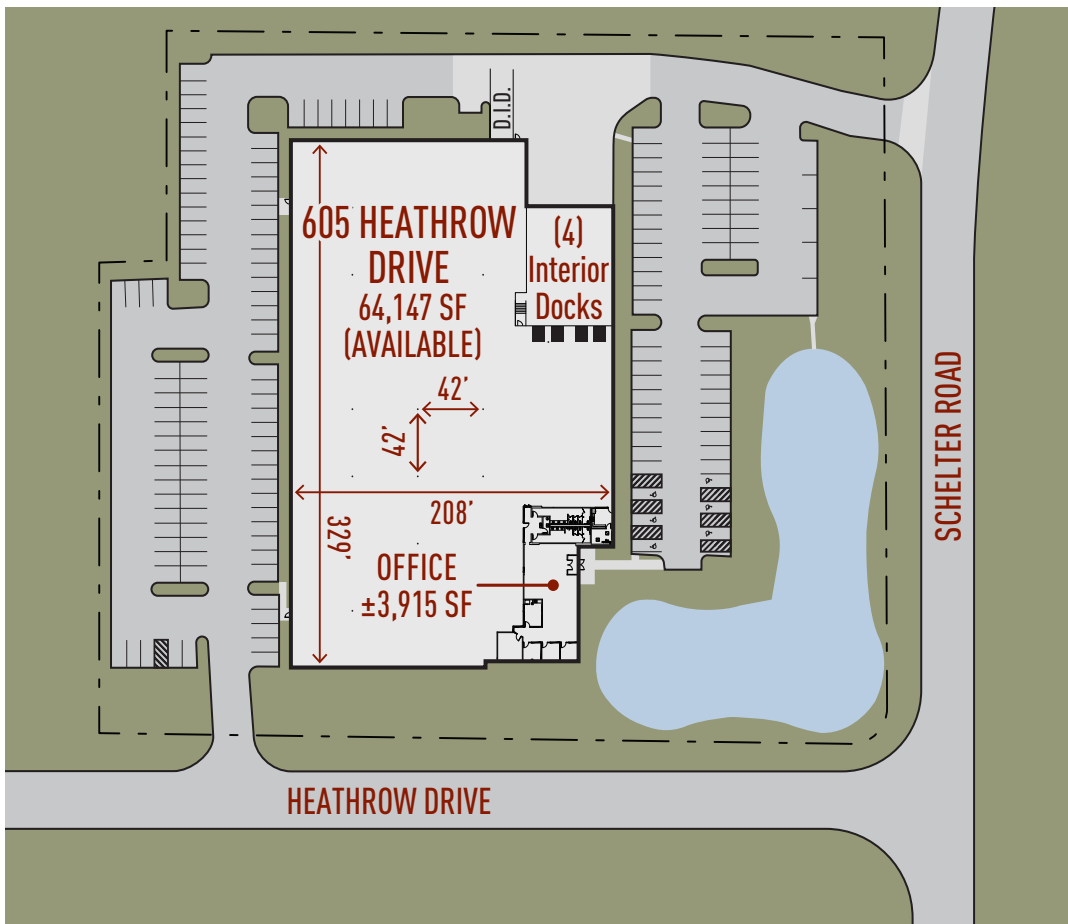 D.I.D.
605 HEATHROW
DRIVE
64,147 SF
(AVAILABLE)
(4)
Interior
Docks
42’
42’
208’
329’
OFFICE
±3,915 SF
SCHELTER ROAD
HEATHROW DRIVE